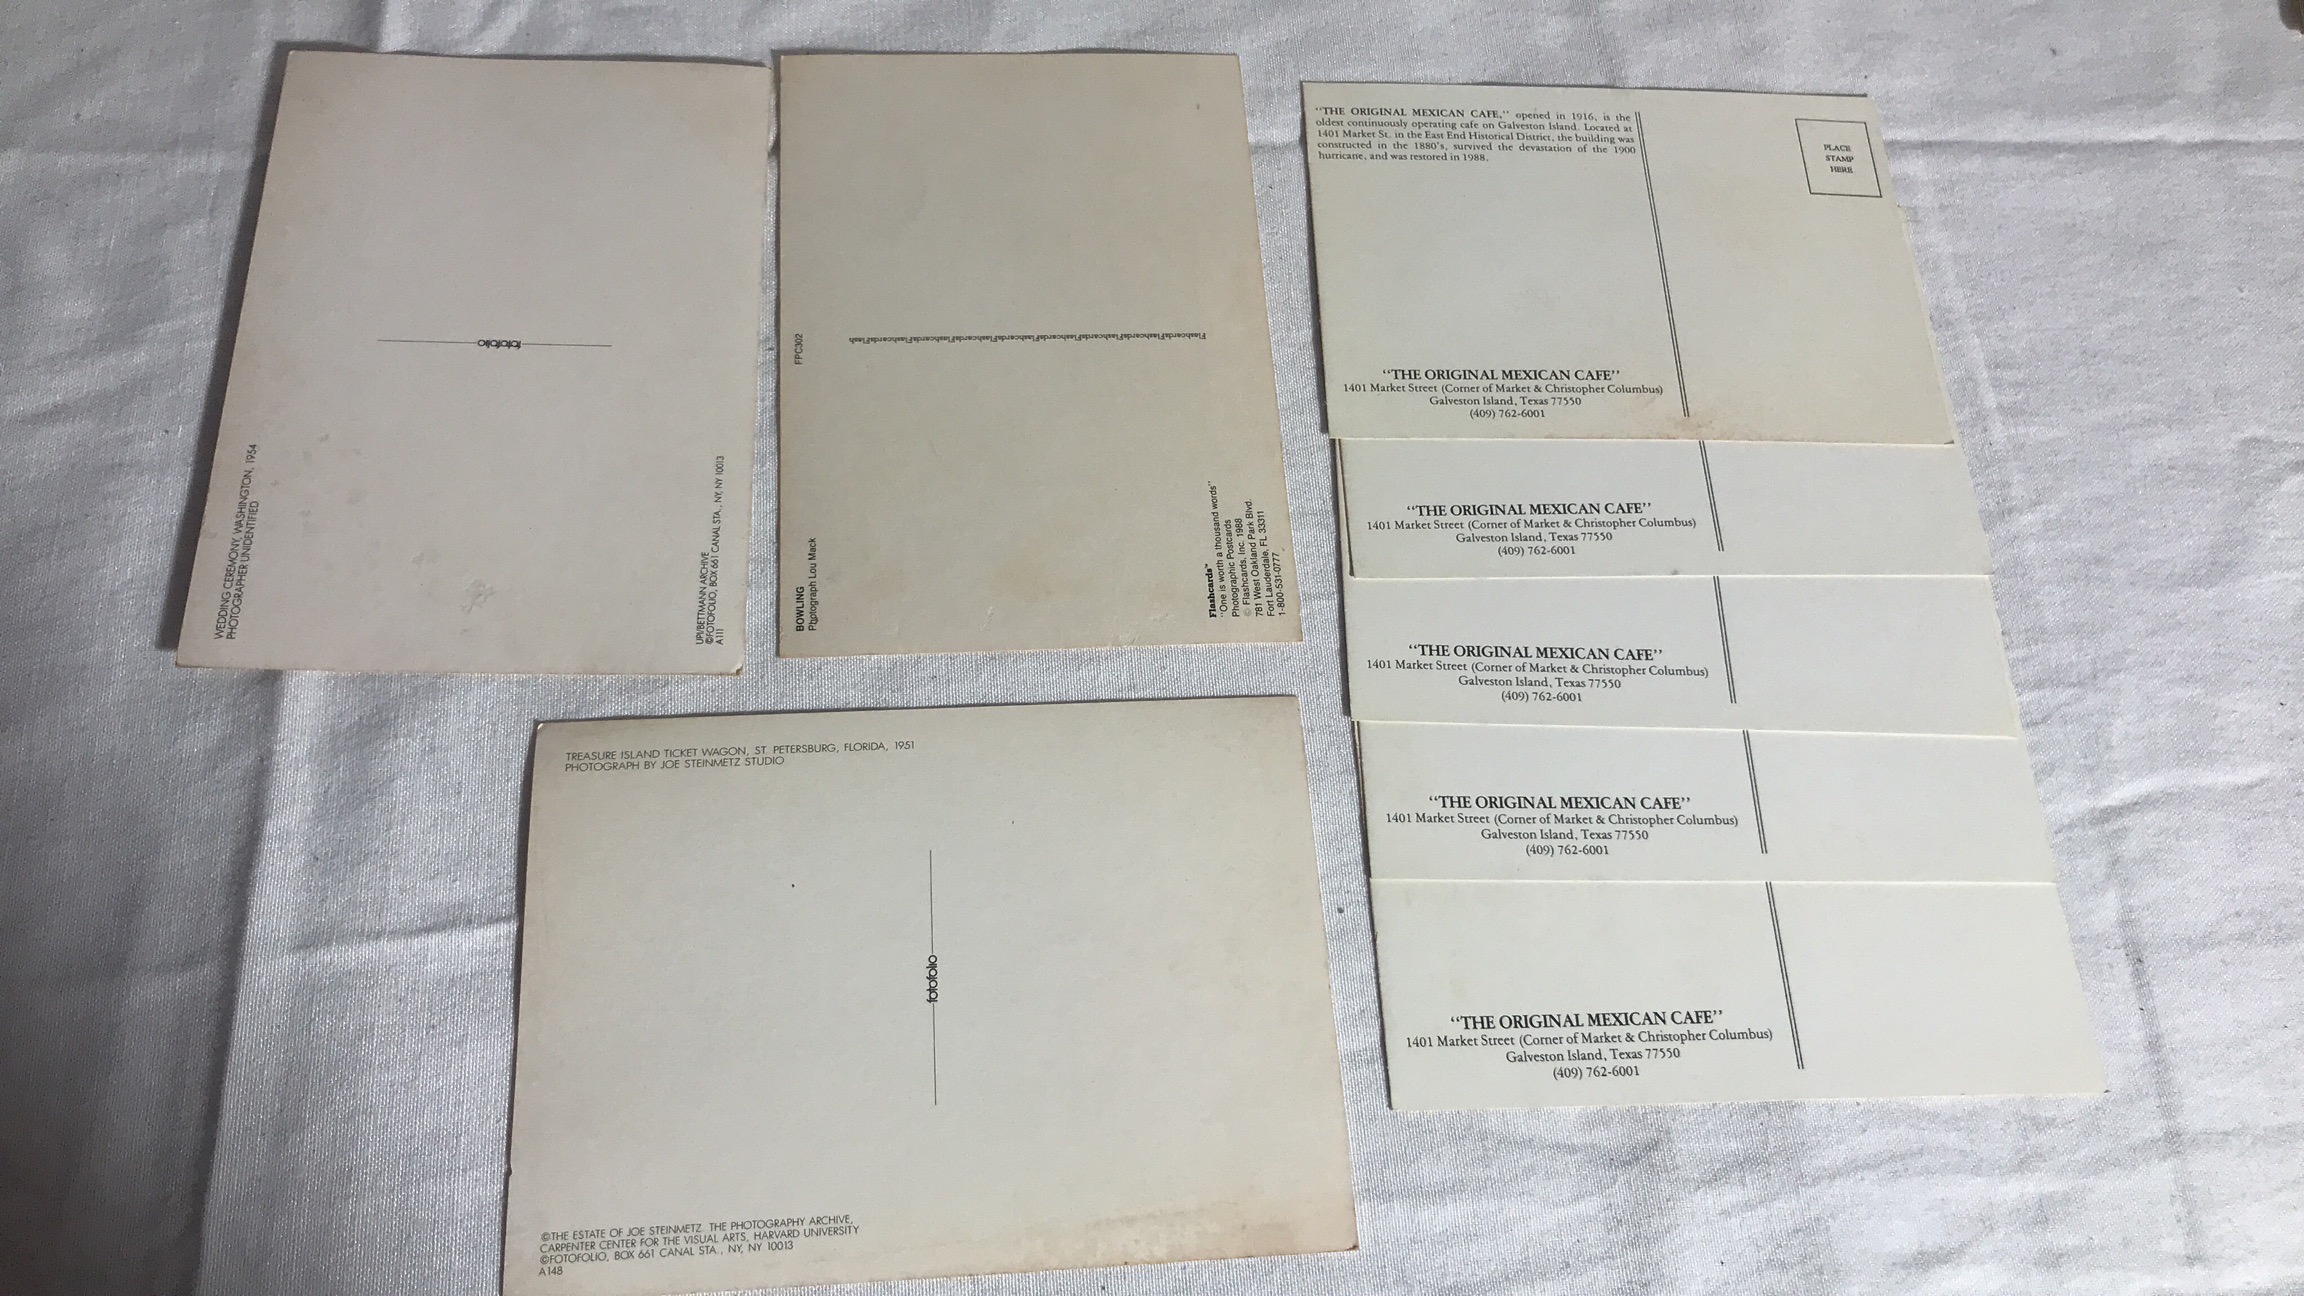 WEDDING CEREMONY, WASHINGTON, 1954
PHOTOGRAPHER UNIDENTIFIED
fotofolio
UPI/BETTMANN ARCHIVE
©FOTOFOLIO, BOX 661 CANAL STA., NY, NY 10013
A111
BOWLING
Photograph Lou Mack
FPC302
FlashcardsFlashcardsFlashcardsFlashcardsFlashcardsFlashcardsFlashcardsFlashcardsFlash
Flashcards™
"One is worth a thousand words"
Photographic Postcards
© Flashcards, Inc. 1988
781 West Oakland Park Blvd.
Fort Lauderdale, FL 33311
1-800-531-0777
TREASURE ISLAND TICKET WAGON, ST. PETERSBURG, FLORIDA, 1951
PHOTOGRAPH BY JOE STEINMETZ STUDIO
fotofolio
©THE ESTATE OF JOE STEINMETZ. THE PHOTOGRAPHY ARCHIVE,
CARPENTER CENTER FOR THE VISUAL ARTS, HARVARD UNIVERSITY
©FOTOFOLIO, BOX 661 CANAL STA., NY, NY 10013
A148
"THE ORIGINAL MEXICAN CAFE," opened in 1916, is the
oldest continuously operating cafe on Galveston Island. Located at
1401 Market St. in the East End Historical District, the building was
constructed in the 1880's, survived the devastation of the 1900
hurricane, and was restored in 1988.
PLACE
STAMP
HERE
"THE ORIGINAL MEXICAN CAFE"
1401 Market Street (Corner of Market & Christopher Columbus)
Galveston Island, Texas 77550
(409) 762-6001
"THE ORIGINAL MEXICAN CAFE"
1401 Market Street (Corner of Market & Christopher Columbus)
Galveston Island, Texas 77550
(409) 762-6001
"THE ORIGINAL MEXICAN CAFE"
1401 Market Street (Corner of Market & Christopher Columbus)
Galveston Island, Texas 77550
(409) 762-6001
"THE ORIGINAL MEXICAN CAFE"
1401 Market Street (Corner of Market & Christopher Columbus)
Galveston Island, Texas 77550
(409) 762-6001
"THE ORIGINAL MEXICAN CAFE"
1401 Market Street (Corner of Market & Christopher Columbus)
Galveston Island, Texas 77550
(409) 762-6001